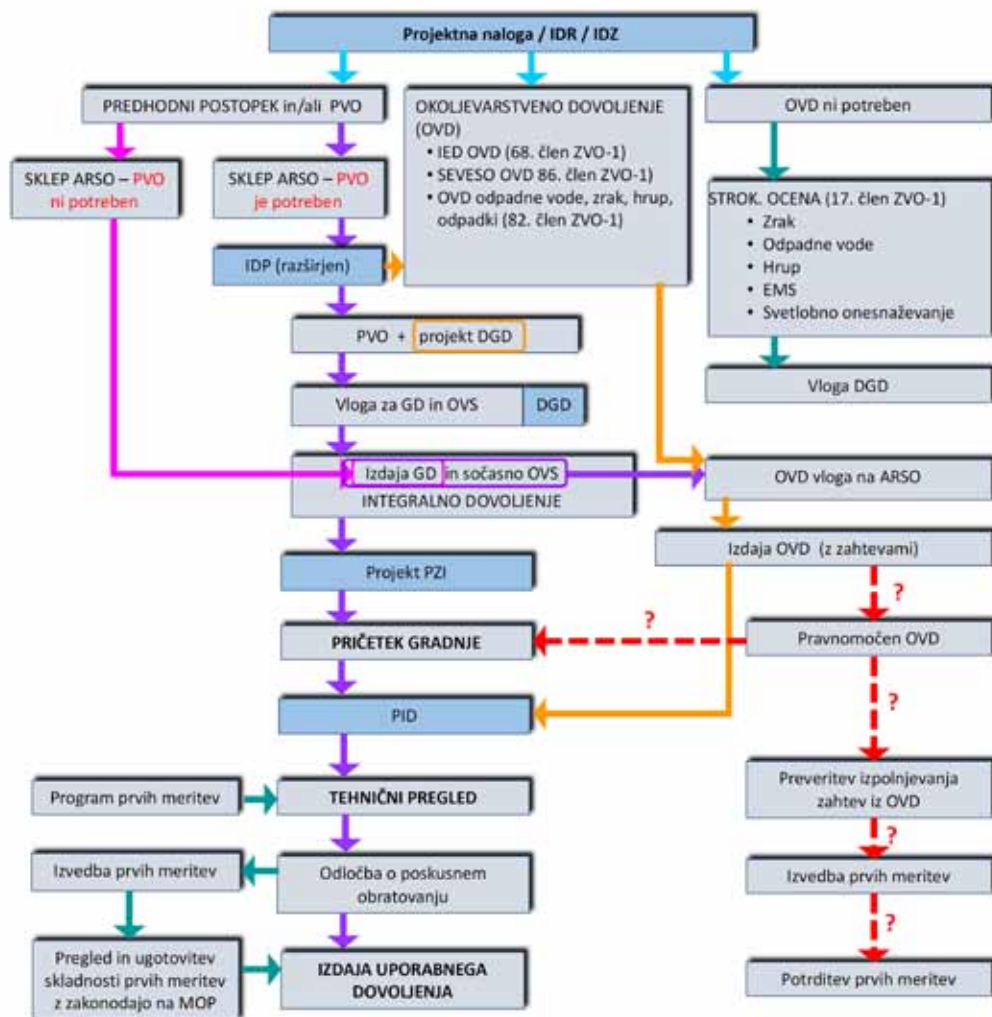 Projektna naloga / IDR / IDZ
PREDHODNI POSTOPEK in/ali PVO
SKLEP ARSO – PVO
ni potreben
SKLEP ARSO – PVO
je potreben
IDP (razširjen)
OKOLJEVARSTVENO DOVOLJENJE
(OVD)
• IED OVD (68. člen ZVO-1)
• SEVESO OVD 86. člen ZVO-1)
• OVD odpadne vode, zrak, hrup,
odpadki (82. člen ZVO-1)
OVD ni potreben
STROK. OCENA (17. člen ZVO-1)
• Zrak
• Odpadne vode
• Hrup
• EMS
• Svetlobno onesnaževanje
Vloga DGD
PVO + projekt DGD
Vloga za GD in OVS
DGD
Izdaja GD in sočasno OVS
INTEGRALNO DOVOLJENJE
OVD vloga na ARSO
Izdaja OVD (z zahtevami)
?
Projekt PZI
PRIČETEK GRADNJE
?
Pravnomočen OVD
?
PID
Program prvih meritev
TEHNIČNI PREGLED
Preveritev izpolnjevanja
zahtev iz OVD
?
Izvedba prvih meritev
Odločba o poskusnem
obratovanju
Izvedba prvih meritev
?
Pregled in ugotovitev
skladnosti prvih meritev
z zakonodajo na MOP
IZDAJA UPORABNEGA
DOVOLJENJA
Potrditev prvih meritev